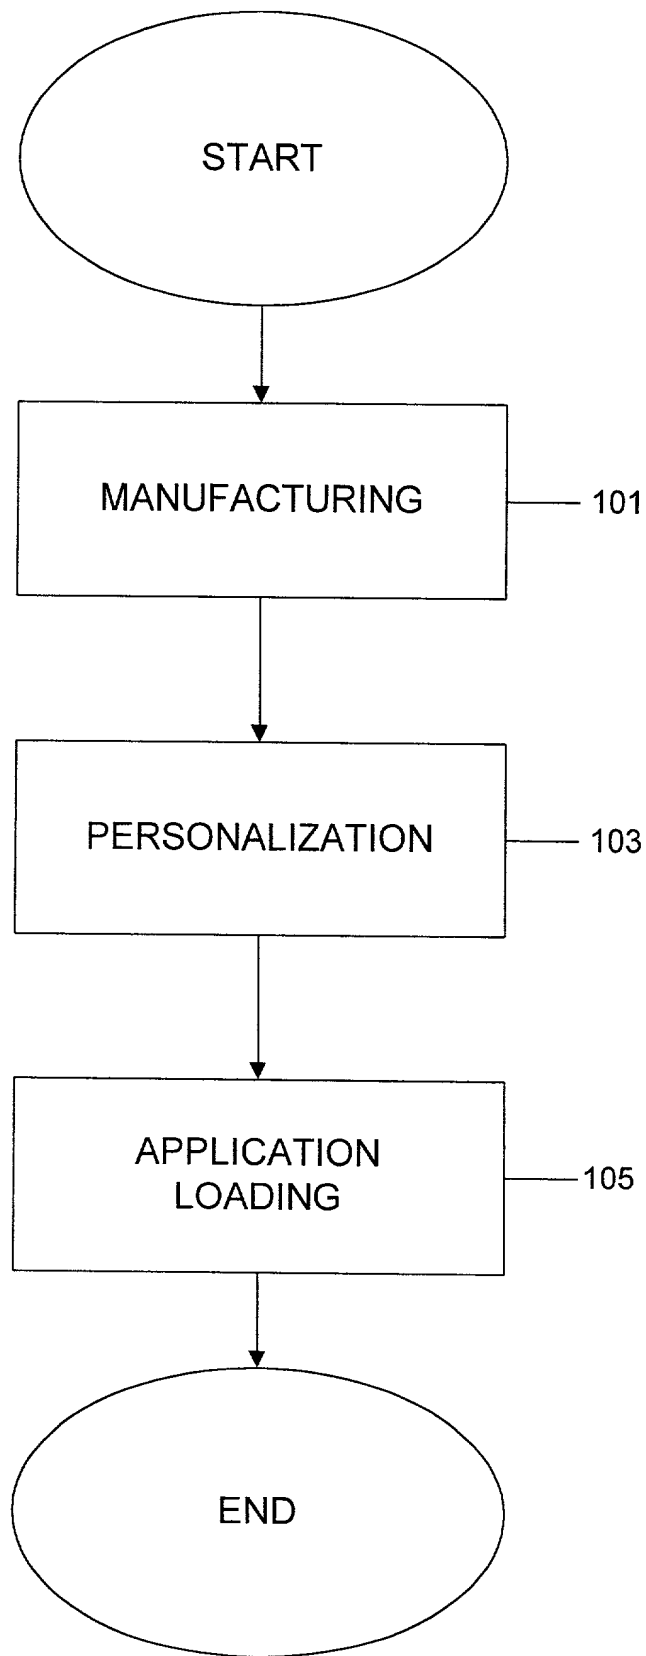 START
MANUFACTURING
101
PERSONALIZATION
103
APPLICATION
LOADING
105
END